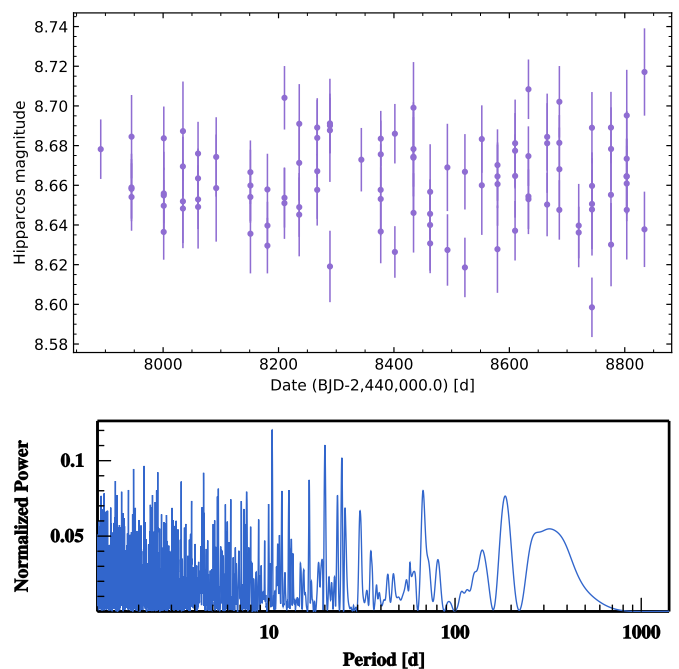 8.74
8.72
8.70
8.68
8.66
8.64
8.62
8.60
8.58
Hipparcos magnitude
8000 8200 8400 8600 8800
Date (BJD-2,440,000.0) [d]
0.1
0.05
Normalized Power
10 100 1000
Period [d]